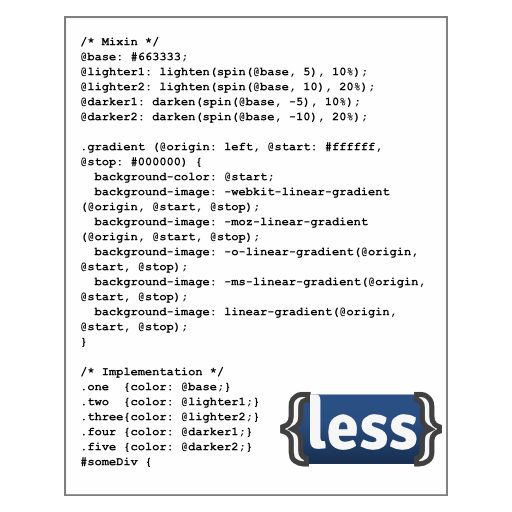 /* Mixin */
@base: #663333;
@lighter1: lighten(spin(@base, 5), 10%);
@lighter2: lighten(spin(@base, 10), 20%);
@darker1: darken(spin(@base, -5), 10%);
@darker2: darken(spin(@base, -10), 20%);

.gradient (@origin: left, @start: #ffffff,
@stop: #000000) {
  background-color: @start;
  background-image: -webkit-linear-gradient
(@origin, @start, @stop);
  background-image: -moz-linear-gradient
(@origin, @start, @stop);
  background-image: -o-linear-gradient(@origin,
@start, @stop);
  background-image: -ms-linear-gradient(@origin,
@start, @stop);
  background-image: linear-gradient(@origin,
@start, @stop);
}

/* Implementation */
.one  {color: @base;}
.two  {color: @lighter1;}
.three{color: @lighter2;}
.four {color: @darker1;}
.five {color: @darker2;}
#someDiv {
{less}